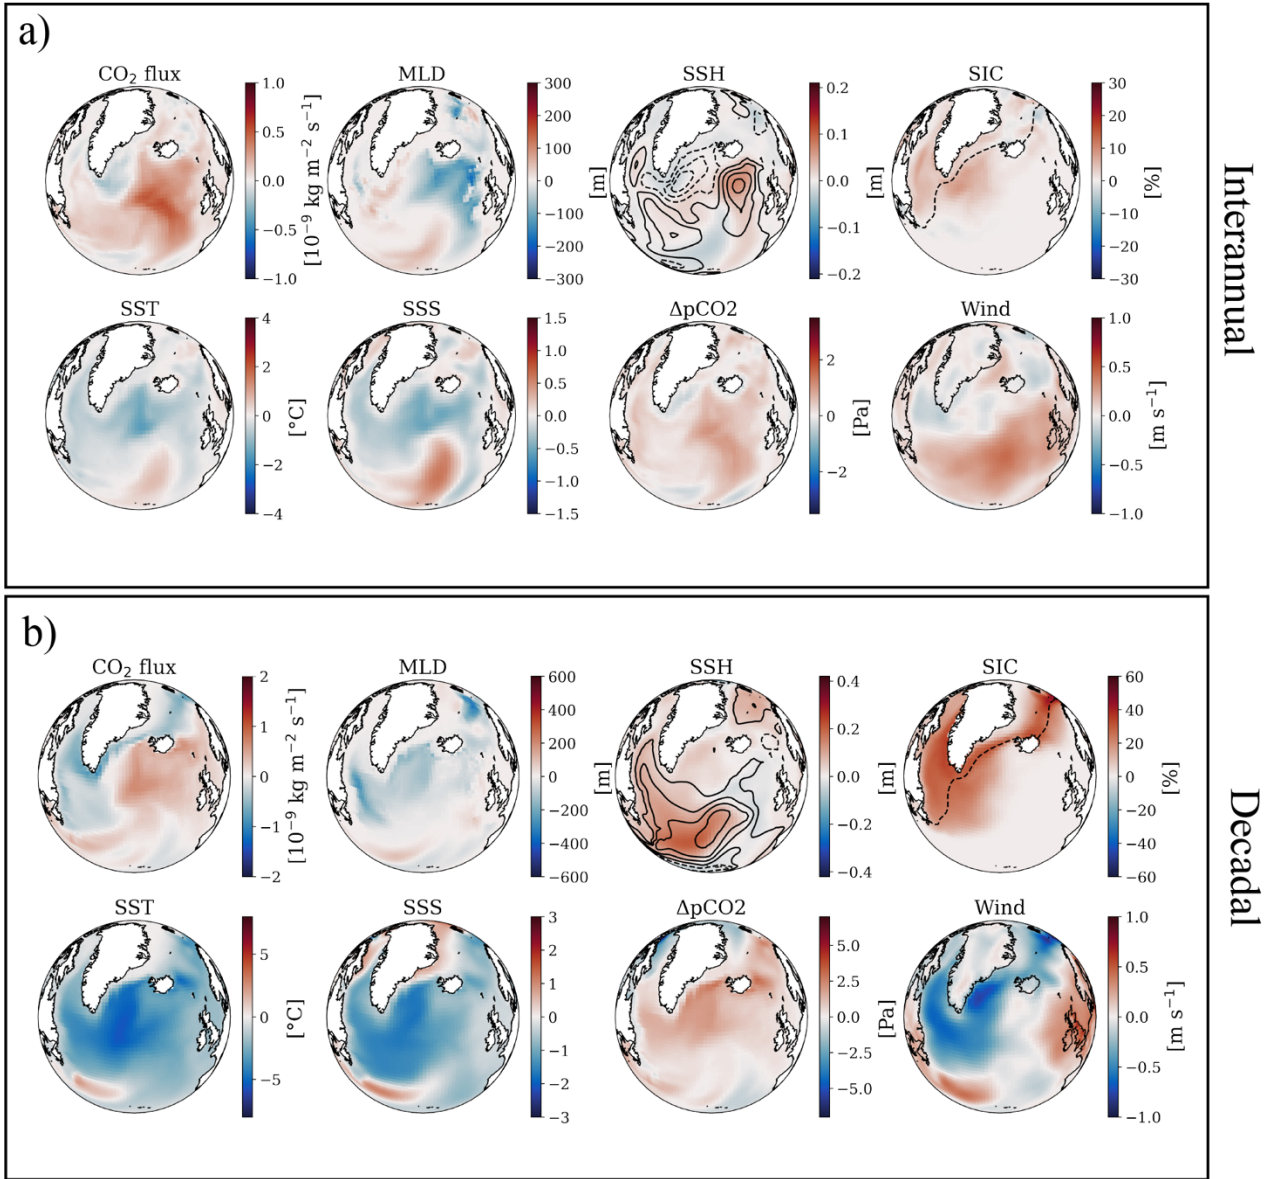 a)
CO₂ flux
1.0
0.5
0.0
−0.5
−1.0
[10⁻⁹ kg m⁻² s⁻¹]
MLD
300
200
100
0
−100
−200
−300
[m]
SSH
0.2
0.1
0.0
−0.1
−0.2
[m]
SIC
30
20
10
0
−10
−20
−30
[%]
SST
4
2
0
−2
−4
[°C]
SSS
1.5
1.0
0.5
0.0
−0.5
−1.0
−1.5
ΔpCO2
2
0
−2
[Pa]
Wind
1.0
0.5
0.0
−0.5
−1.0
[m s⁻¹]
Interannual
b)
CO₂ flux
2
1
0
−1
−2
[10⁻⁹ kg m⁻² s⁻¹]
MLD
600
400
200
0
−200
−400
−600
[m]
SSH
0.4
0.2
0.0
−0.2
−0.4
[m]
SIC
60
40
20
0
−20
−40
−60
[%]
SST
5
0
−5
[°C]
SSS
3
2
1
0
−1
−2
−3
ΔpCO2
5.0
2.5
0.0
−2.5
−5.0
[Pa]
Wind
1.0
0.5
0.0
−0.5
−1.0
[m s⁻¹]
Decadal